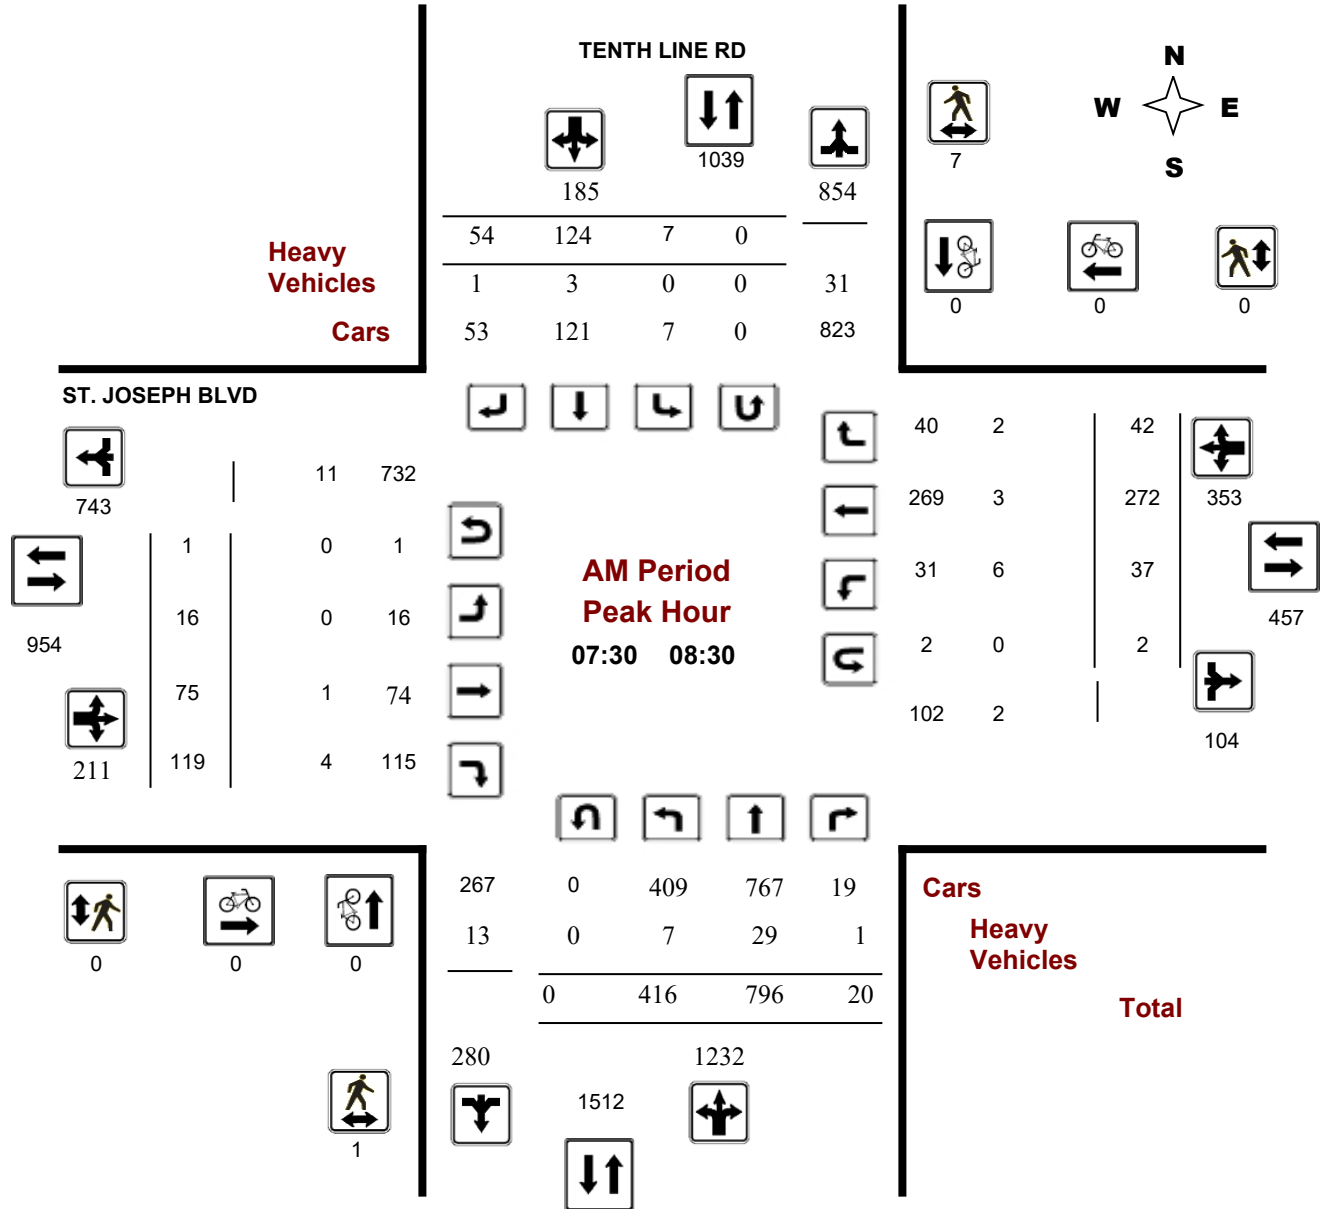 TENTH LINE RD
N
W E
S
1039
7
185 854
54 124 7 0
Heavy
Vehicles
1 3 0 0 31
0 0 0
Cars
53 121 7 0 823
ST. JOSEPH BLVD
40 2 42
11 732
743
269 3 272 353
1 0 1
AM Period
31 6 37
Peak Hour
16 0 16
457
954
07:30 08:30
2 0 2
75 1 74
102 2
104
211 119 4 115
267 0 409 767 19
Cars
13 0 7 29 1
Heavy
Vehicles
0 0 0
0 416 796 20
Total
280 1232
1512
1